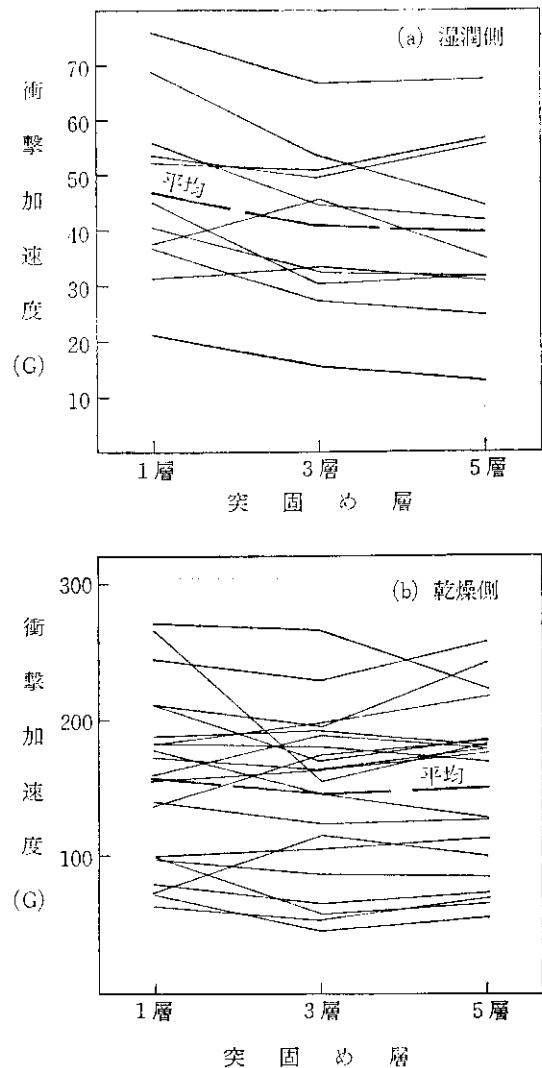 (a) 湿潤側
衝撃加速度(G)
70
60
50
40
30
20
10
平均
1層 3層 5層
突固め層
(b) 乾燥側
衝撃加速度(G)
300
200
100
平均
1層 3層 5層
突固め層